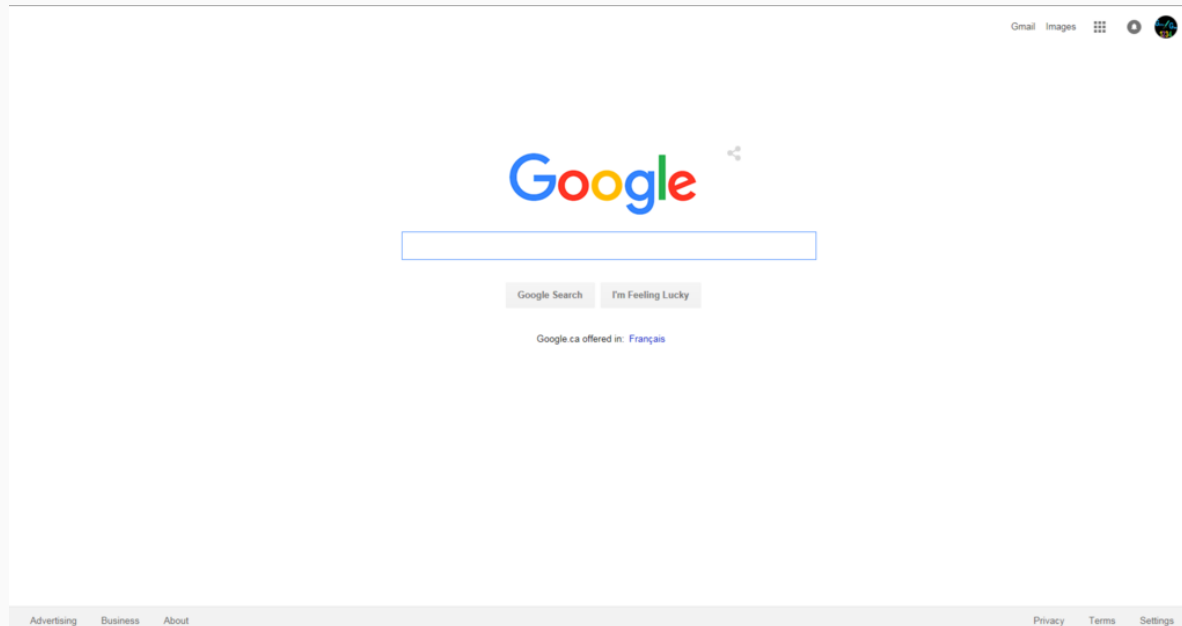 Gmail Images
Google
Google Search I'm Feeling Lucky
Google.ca offered in: Français
Advertising Business About Privacy Terms Settings